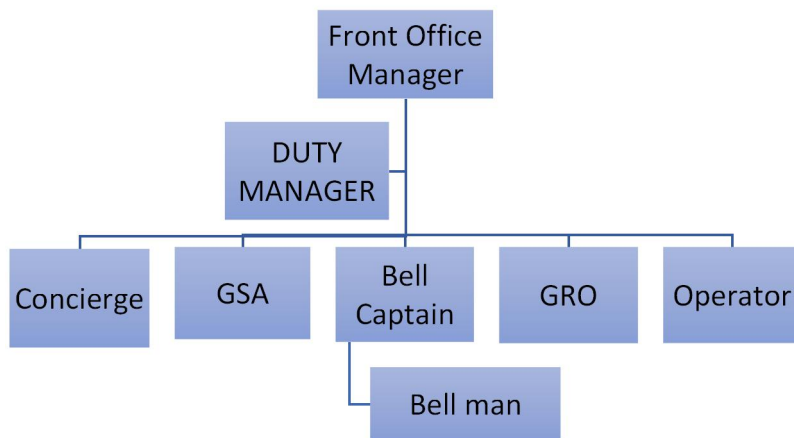 Front Office
Manager
DUTY
MANAGER
Concierge
GSA
Bell
Captain
GRO
Operator
Bell man